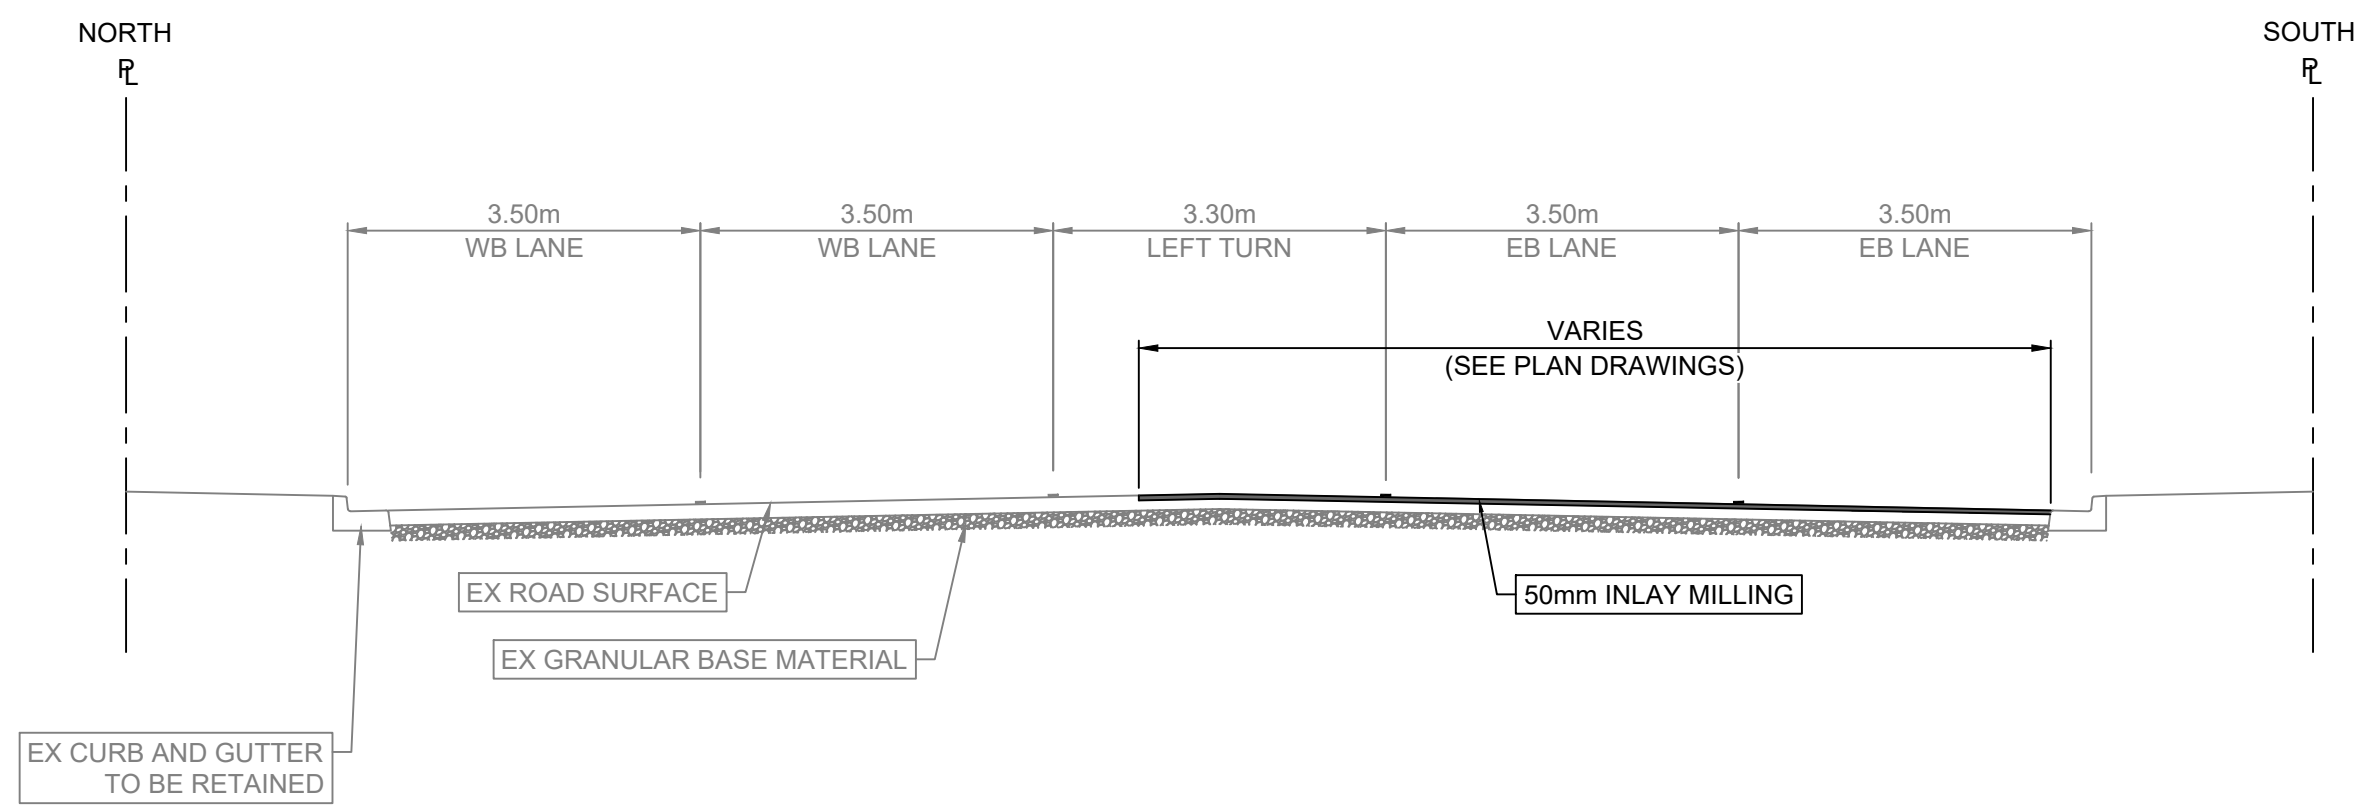 NORTH
PL
SOUTH
PL
3.50m
WB LANE
3.50m
WB LANE
3.30m
LEFT TURN
3.50m
EB LANE
3.50m
EB LANE
VARIES
(SEE PLAN DRAWINGS)
EX ROAD SURFACE
50mm INLAY MILLING
EX GRANULAR BASE MATERIAL
EX CURB AND GUTTER
TO BE RETAINED